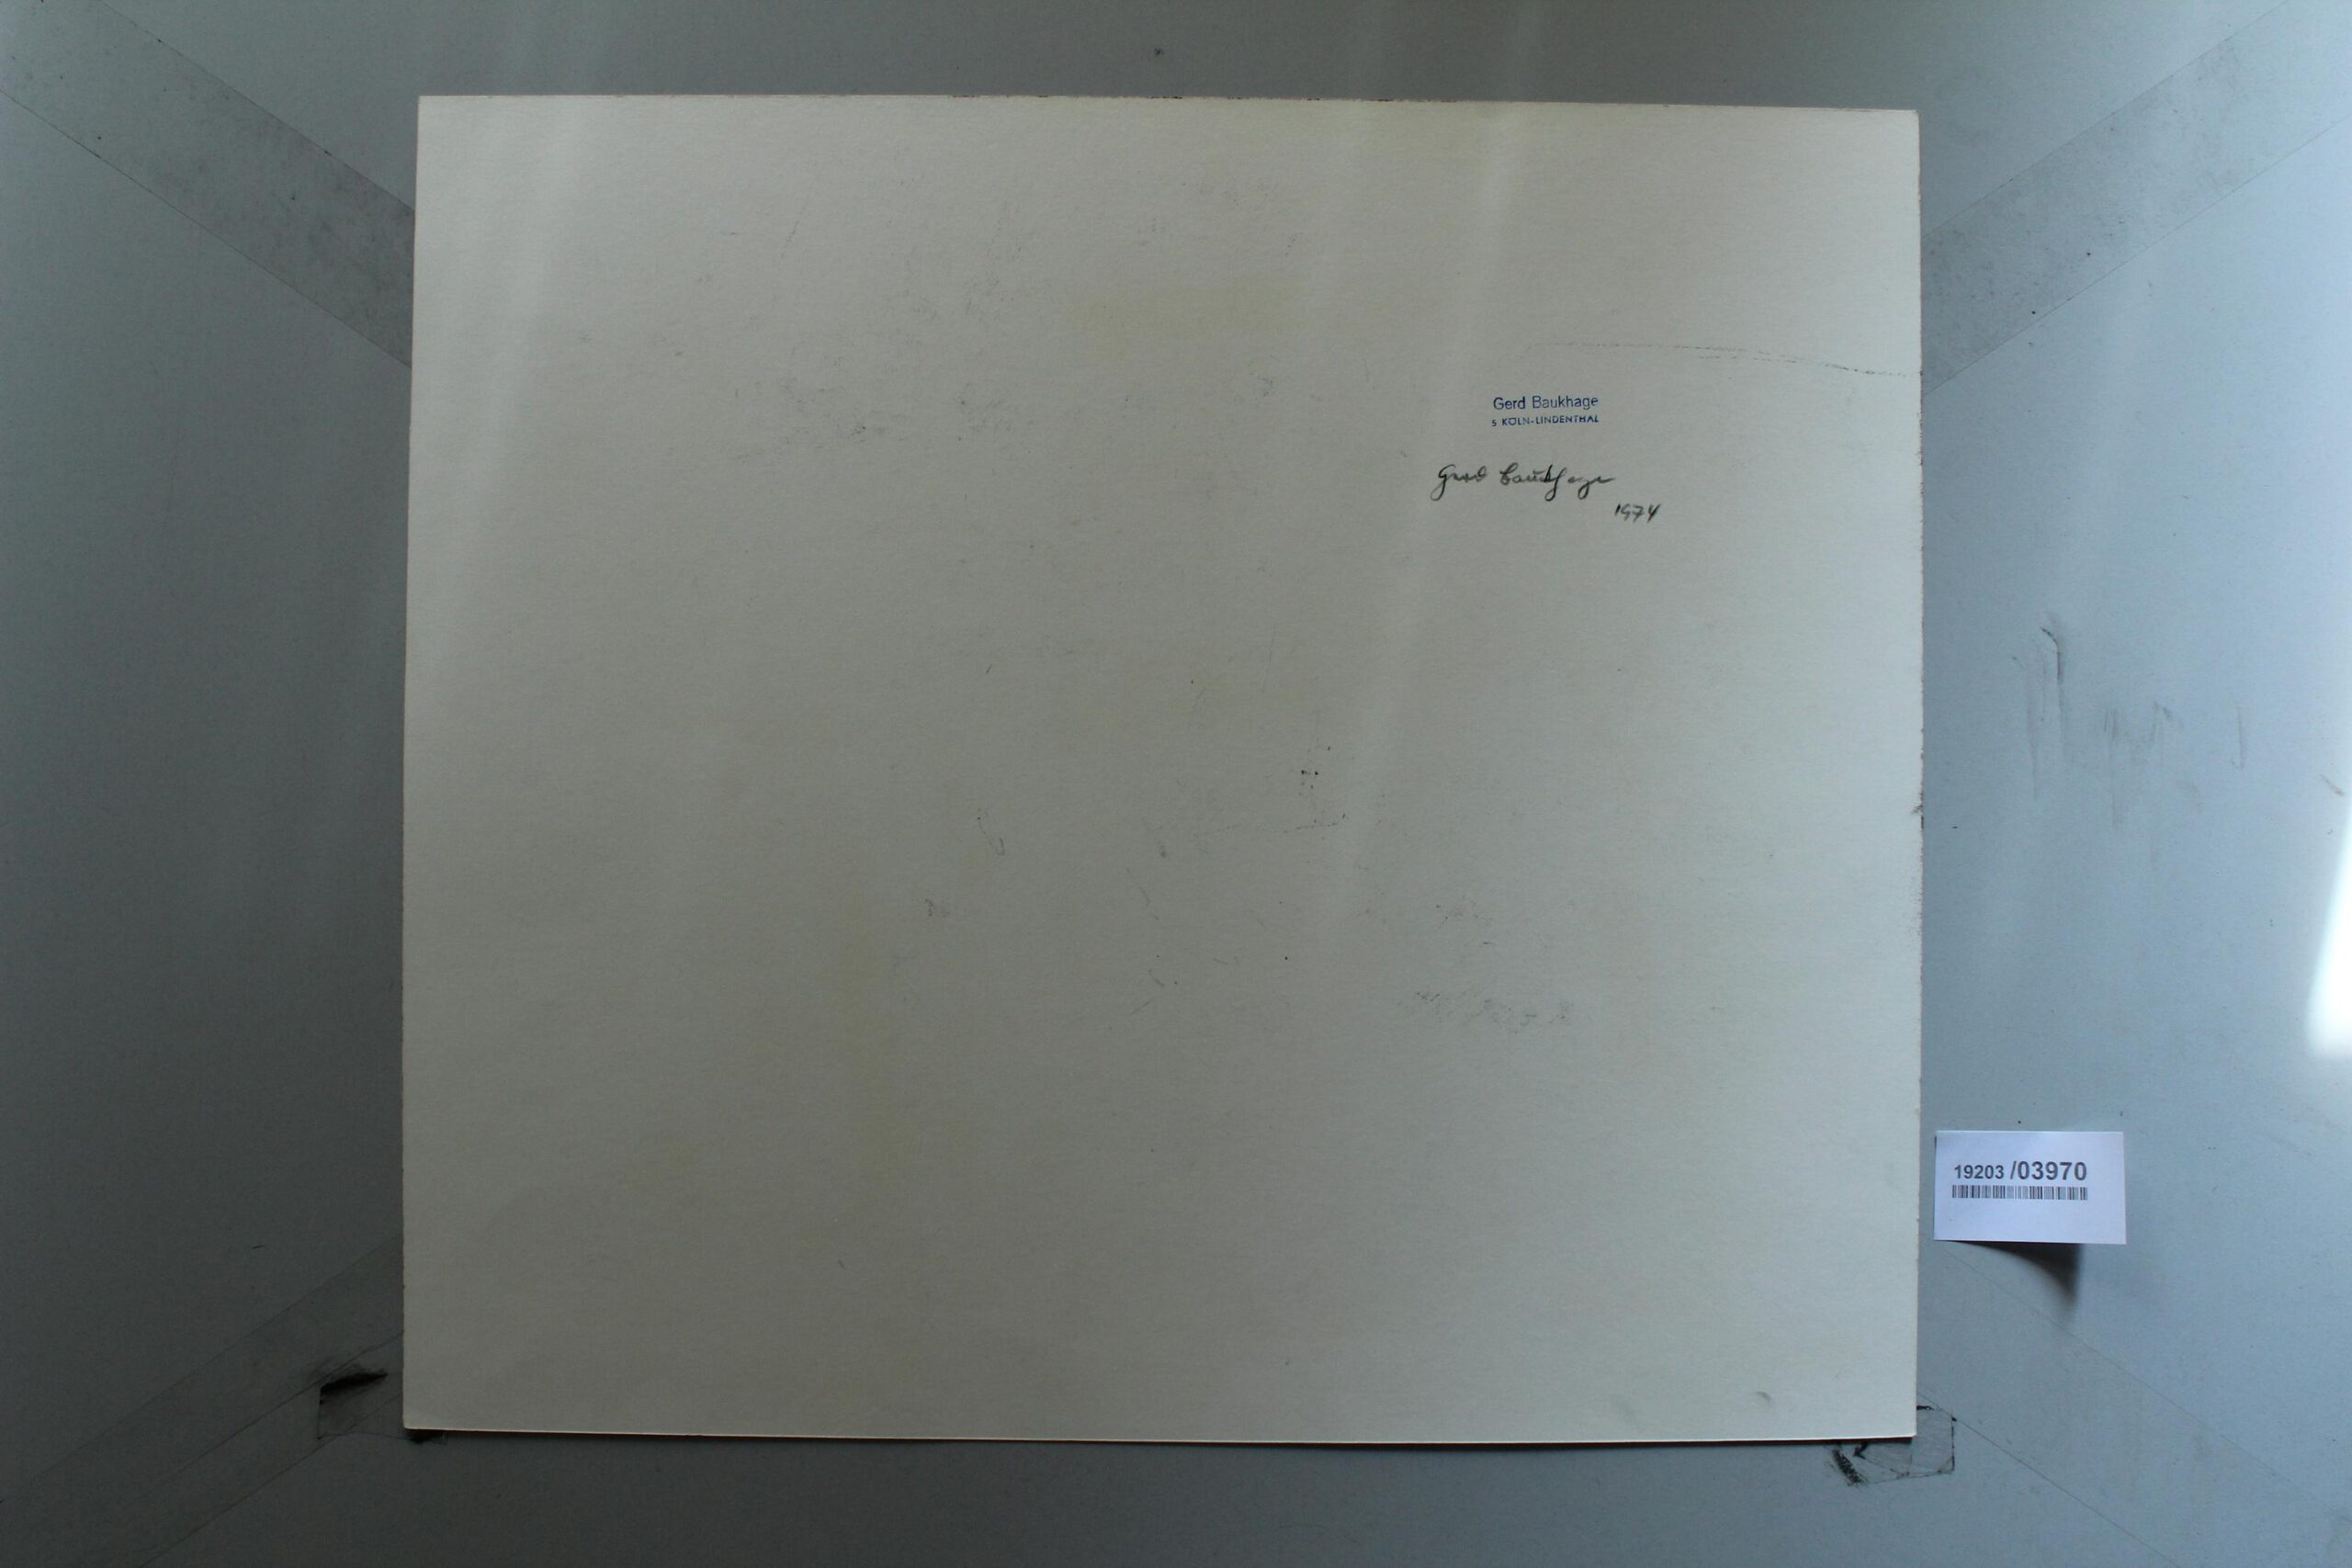 Gerd Baukhage
5 KÖLN-LINDENTHAL
Gerd Baukhage
1974
19203 /03970